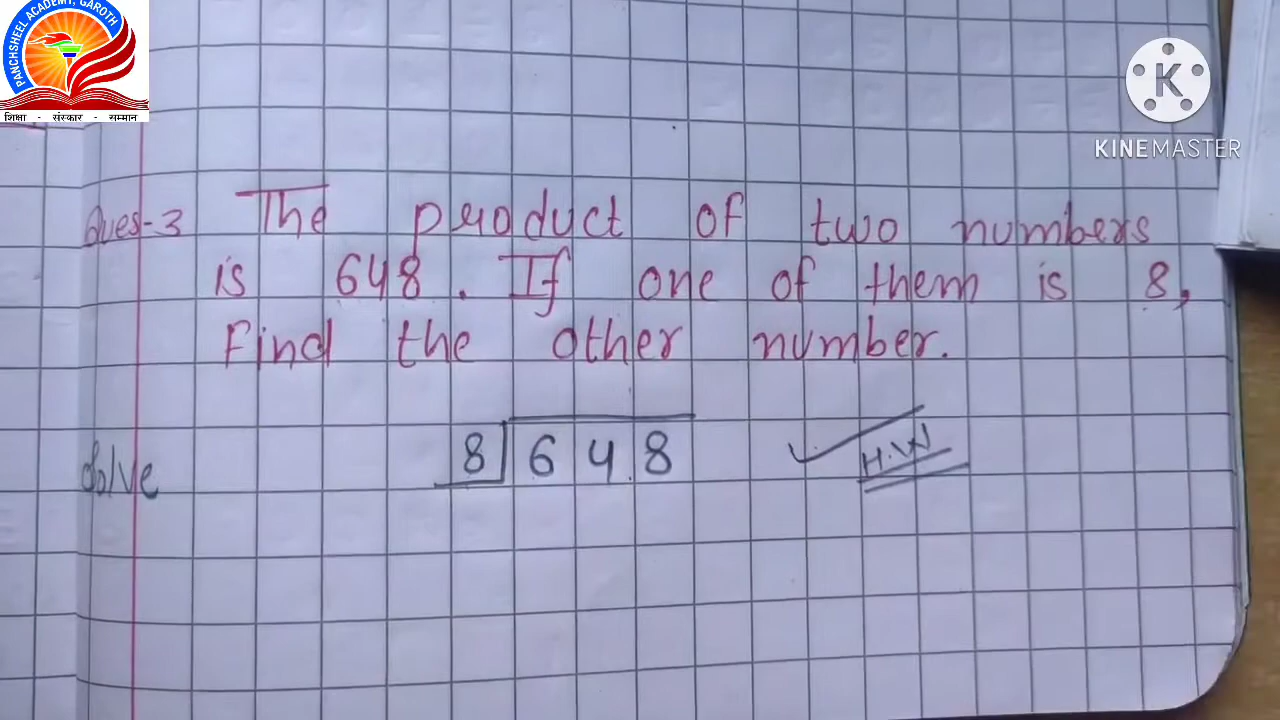 PANCHSHEEL ACADEMY, GAROTH
शिक्षा - संस्कार - सम्मान
K
KINEMASTER
Ques-3 The product of two numbers
is 648. If one of them is 8,
Find the other number.
Solve 8 648 H.W